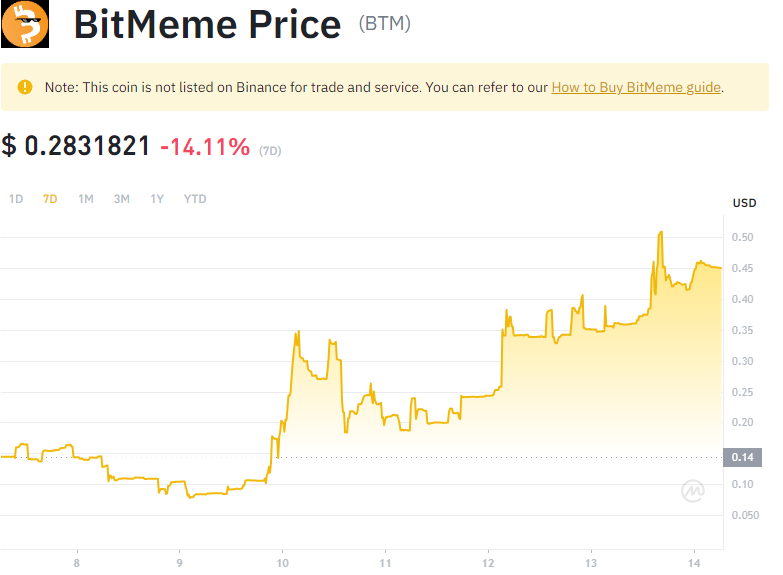 BitMeme Price (BTM)
Note: This coin is not listed on Binance for trade and service. You can refer to our How to Buy BitMeme guide.
$ 0.2831821 -14.11% (7D)
1D 7D 1M 3M 1Y YTD
USD
0.50
0.45
0.40
0.35
0.30
0.25
0.20
0.14
0.10
0.050
8 9 10 11 12 13 14